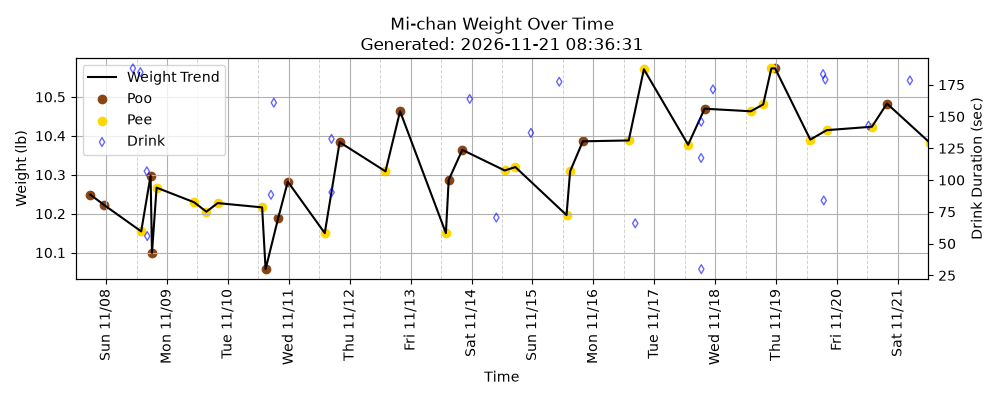 Mi-chan Weight Over Time
Generated: 2026-11-21 08:36:31
Weight Trend
Poo
Pee
Drink
Weight (lb)
10.5
10.4
10.3
10.2
10.1
175
150
125
100
75
50
25
Drink Duration (sec)
Sun 11/08
Mon 11/09
Tue 11/10
Wed 11/11
Thu 11/12
Fri 11/13
Sat 11/14
Sun 11/15
Mon 11/16
Tue 11/17
Wed 11/18
Thu 11/19
Fri 11/20
Sat 11/21
Time